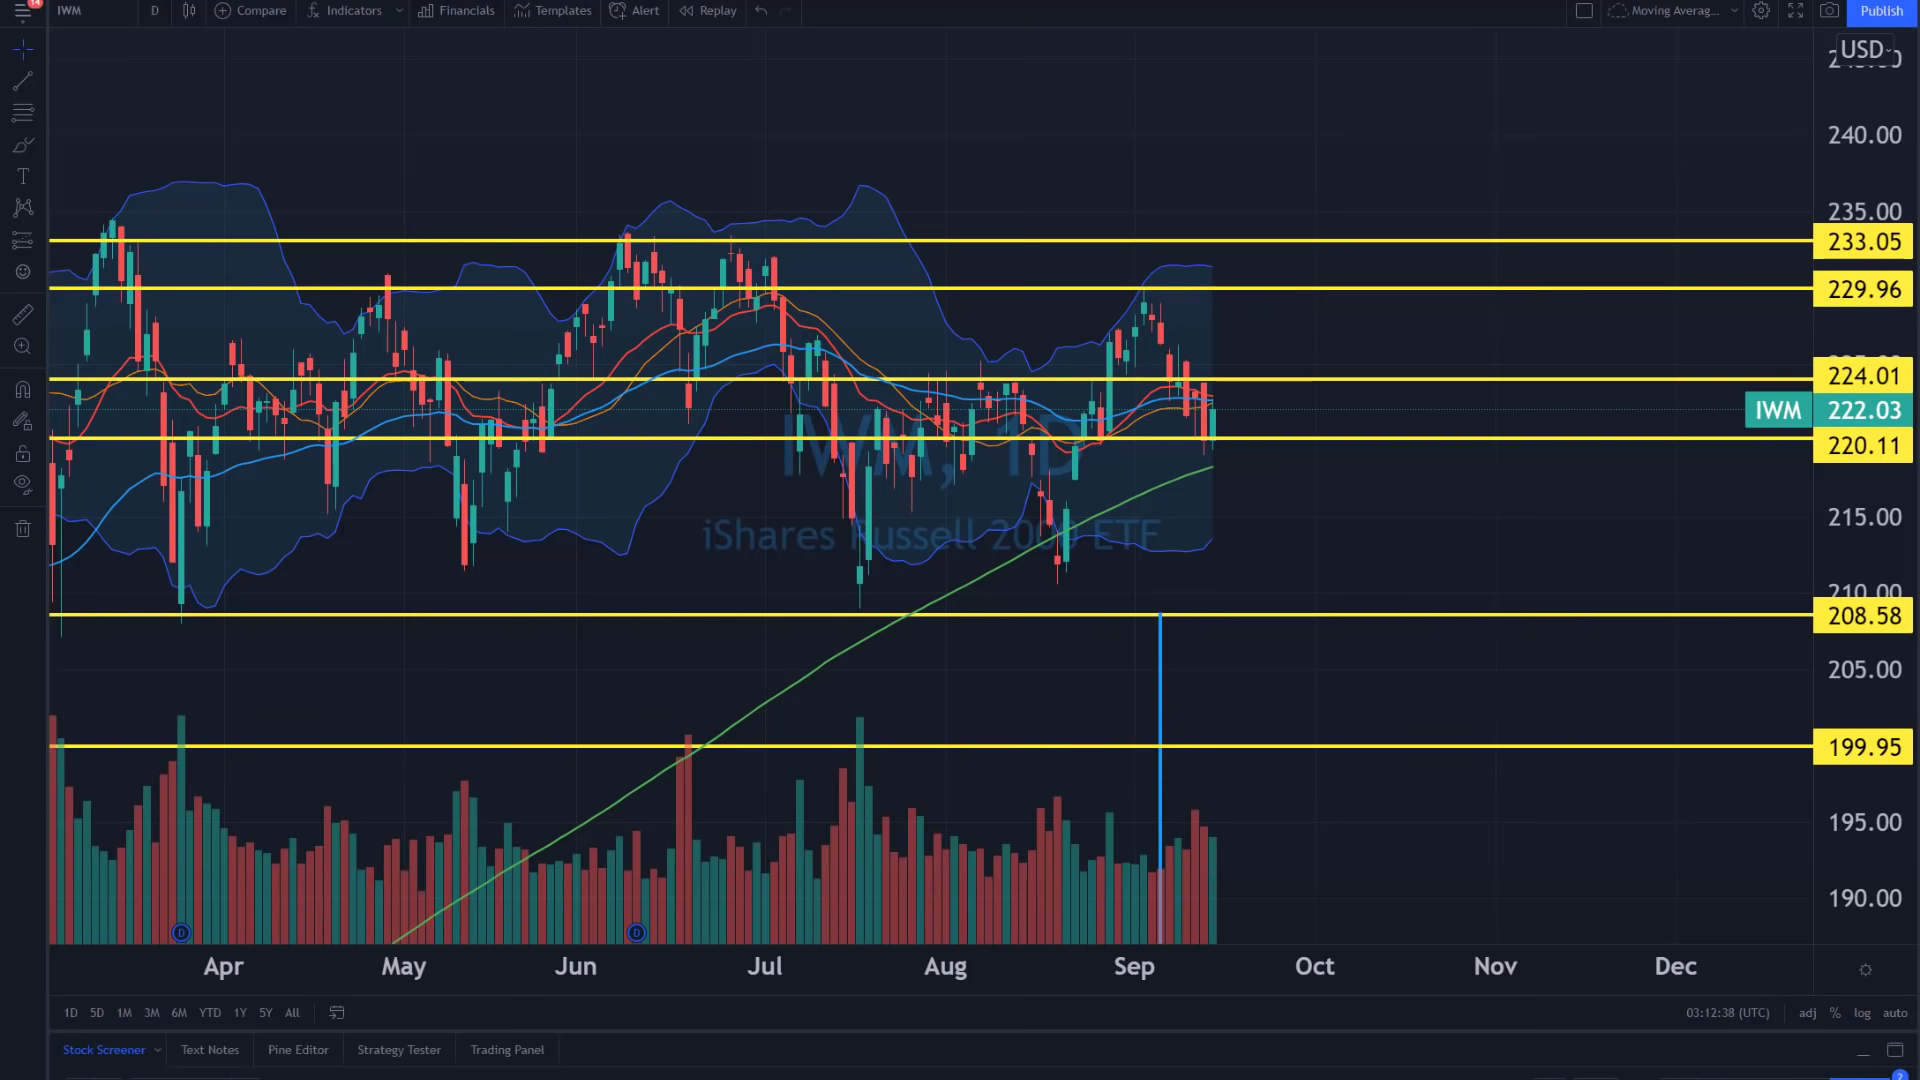 14
IWM D Compare Indicators Financials Templates Alert Replay Moving Averag... Publish
USD
240.00
235.00
233.05
229.96
224.01
IWM 222.03
220.11
215.00
210.00
208.58
205.00
199.95
195.00
190.00
IWM, 1D
iShares Russell 2000 ETF
D D
Apr May Jun Jul Aug Sep Oct Nov Dec
1D 5D 1M 3M 6M YTD 1Y 5Y All 03:12:38 (UTC) adj % log auto
Stock Screener Text Notes Pine Editor Strategy Tester Trading Panel
2